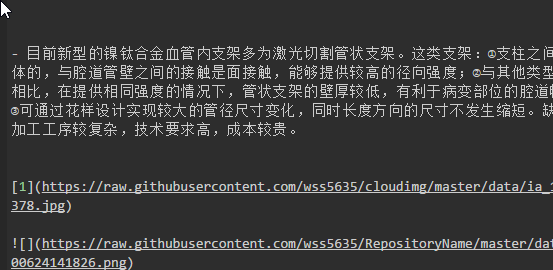 - 目前新型的镍钛合金血管内支架多为激光切割管状支架。这类支架：①支柱之间
体的，与腔道管壁之间的接触是面接触，能够提供较高的径向强度；②与其他类型
相比，在提供相同强度的情况下，管状支架的壁厚较低，有利于病变部位的腔道
③可通过花样设计实现较大的管径尺寸变化，同时长度方向的尺寸不发生缩短。缺
加工工序较复杂，技术要求高，成本较贵。
[1](https://raw.githubusercontent.com/wss5635/cloudimg/master/data/ia_1
378.jpg)
![](https://raw.githubusercontent.com/wss5635/RepositoryName/master/dat
00624141826.png)